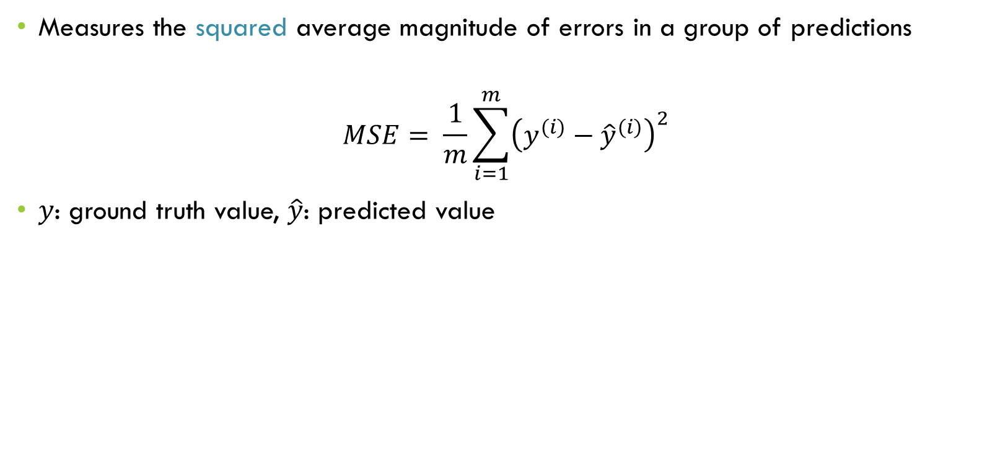 • Measures the squared average magnitude of errors in a group of predictions
$MSE = \frac{1}{m} \sum_{i=1}^{m} \left( y^{(i)} - \hat{y}^{(i)} \right)^2$
• $y$: ground truth value, $\hat{y}$: predicted value